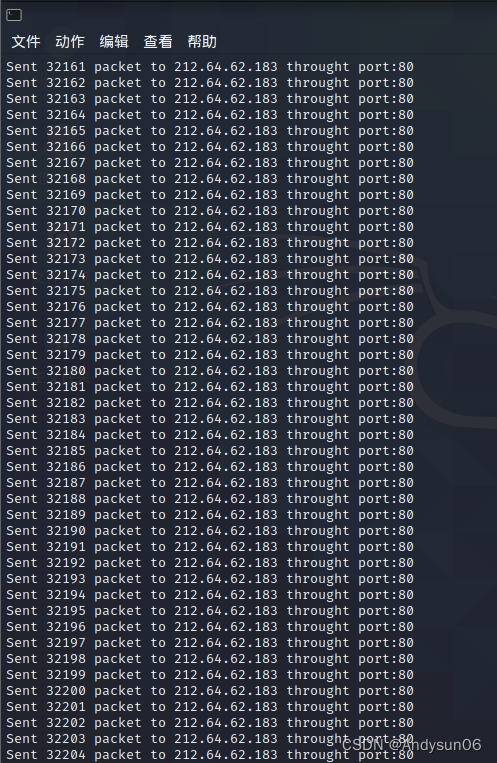 文件 动作 编辑 查看 帮助
Sent 32161 packet to 212.64.62.183 throught port:80
Sent 32162 packet to 212.64.62.183 throught port:80
Sent 32163 packet to 212.64.62.183 throught port:80
Sent 32164 packet to 212.64.62.183 throught port:80
Sent 32165 packet to 212.64.62.183 throught port:80
Sent 32166 packet to 212.64.62.183 throught port:80
Sent 32167 packet to 212.64.62.183 throught port:80
Sent 32168 packet to 212.64.62.183 throught port:80
Sent 32169 packet to 212.64.62.183 throught port:80
Sent 32170 packet to 212.64.62.183 throught port:80
Sent 32171 packet to 212.64.62.183 throught port:80
Sent 32172 packet to 212.64.62.183 throught port:80
Sent 32173 packet to 212.64.62.183 throught port:80
Sent 32174 packet to 212.64.62.183 throught port:80
Sent 32175 packet to 212.64.62.183 throught port:80
Sent 32176 packet to 212.64.62.183 throught port:80
Sent 32177 packet to 212.64.62.183 throught port:80
Sent 32178 packet to 212.64.62.183 throught port:80
Sent 32179 packet to 212.64.62.183 throught port:80
Sent 32180 packet to 212.64.62.183 throught port:80
Sent 32181 packet to 212.64.62.183 throught port:80
Sent 32182 packet to 212.64.62.183 throught port:80
Sent 32183 packet to 212.64.62.183 throught port:80
Sent 32184 packet to 212.64.62.183 throught port:80
Sent 32185 packet to 212.64.62.183 throught port:80
Sent 32186 packet to 212.64.62.183 throught port:80
Sent 32187 packet to 212.64.62.183 throught port:80
Sent 32188 packet to 212.64.62.183 throught port:80
Sent 32189 packet to 212.64.62.183 throught port:80
Sent 32190 packet to 212.64.62.183 throught port:80
Sent 32191 packet to 212.64.62.183 throught port:80
Sent 32192 packet to 212.64.62.183 throught port:80
Sent 32193 packet to 212.64.62.183 throught port:80
Sent 32194 packet to 212.64.62.183 throught port:80
Sent 32195 packet to 212.64.62.183 throught port:80
Sent 32196 packet to 212.64.62.183 throught port:80
Sent 32197 packet to 212.64.62.183 throught port:80
Sent 32198 packet to 212.64.62.183 throught port:80
Sent 32199 packet to 212.64.62.183 throught port:80
Sent 32200 packet to 212.64.62.183 throught port:80
Sent 32201 packet to 212.64.62.183 throught port:80
Sent 32202 packet to 212.64.62.183 throught port:80
Sent 32203 packet to 212.64.62.183 throught port:80
Sent 32204 packet to 212.64.62.183 throught port:80
CSDN @Andysun06